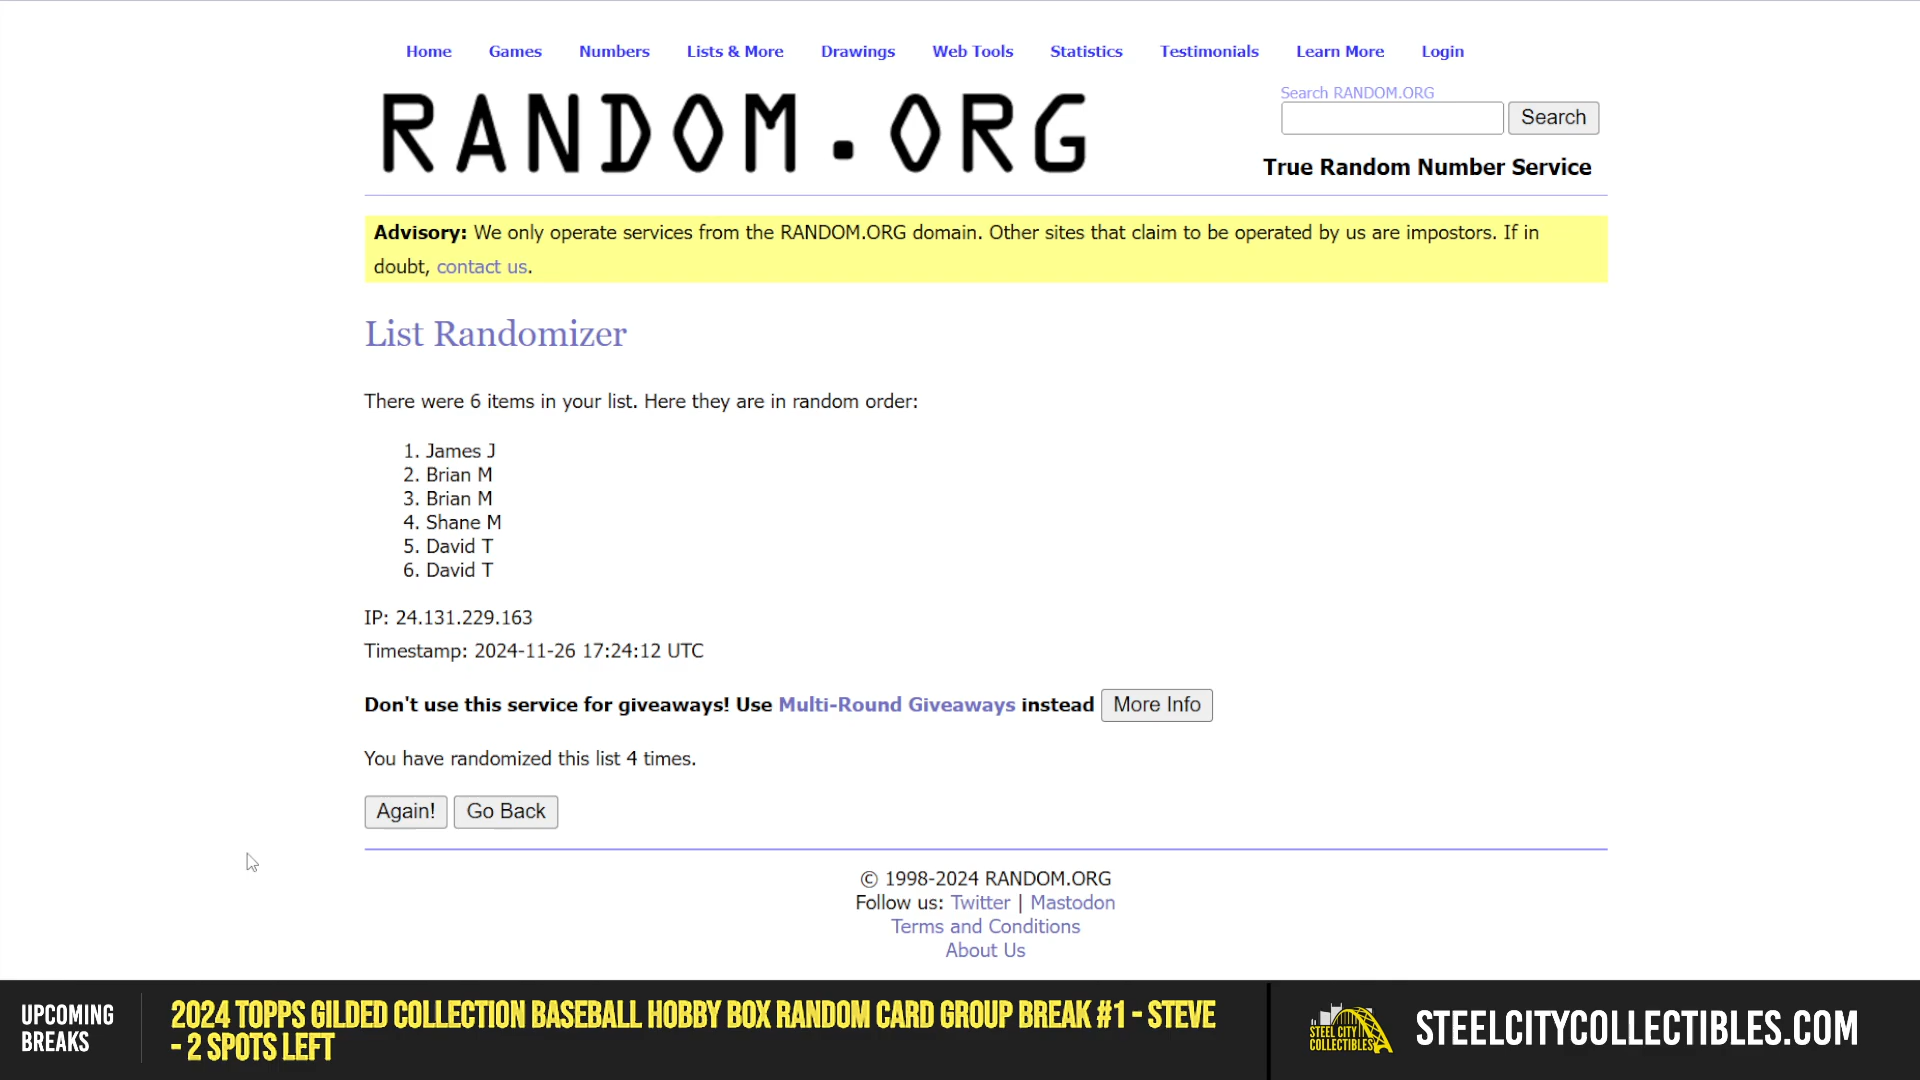 Home Games Numbers Lists & More Drawings Web Tools Statistics Testimonials Learn More Login
RANDOM.ORG
Search RANDOM.ORG
Search
True Random Number Service
Advisory: We only operate services from the RANDOM.ORG domain. Other sites that claim to be operated by us are impostors. If in
doubt, contact us.
List Randomizer
There were 6 items in your list. Here they are in random order:
1. James J
2. Brian M
3. Brian M
4. Shane M
5. David T
6. David T
IP: 24.131.229.163
Timestamp: 2024-11-26 17:24:12 UTC
Don't use this service for giveaways! Use Multi-Round Giveaways instead More Info
You have randomized this list 4 times.
Again! Go Back
© 1998-2024 RANDOM.ORG
Follow us: Twitter | Mastodon
Terms and Conditions
About Us
UPCOMING
BREAKS
2024 TOPPS GILDED COLLECTION BASEBALL HOBBY BOX RANDOM CARD GROUP BREAK #1 - STEVE
- 2 SPOTS LEFT
STEEL CITY
COLLECTIBLES
STEELCITYCOLLECTIBLES.COM